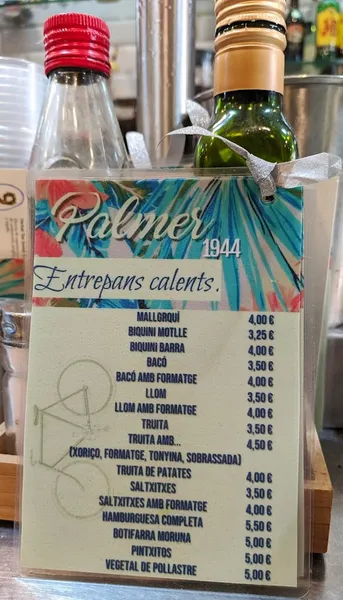 Palmer
1944
Entrepans calents.
MALLORQUÍ 4,00 €
BIQUINI MOTLLE 3,25 €
BIQUINI BARRA 4,00 €
BACÓ 3,50 €
BACÓ AMB FORMATGE 4,00 €
LLOM 3,50 €
LLOM AMB FORMATGE 4,00 €
TRUITA 3,50 €
TRUITA AMB... 4,50 €
(XORIÇO, FORMATGE, TONYINA, SOBRASSADA)
TRUITA DE PATATES 4,00 €
SALTXITXES 3,50 €
SALTXITXES AMB FORMATGE 4,00 €
HAMBURGUESA COMPLETA 5,50 €
BOTIFARRA MORUNA 5,00 €
PINTXITOS 5,00 €
VEGETAL DE POLLASTRE 5,00 €